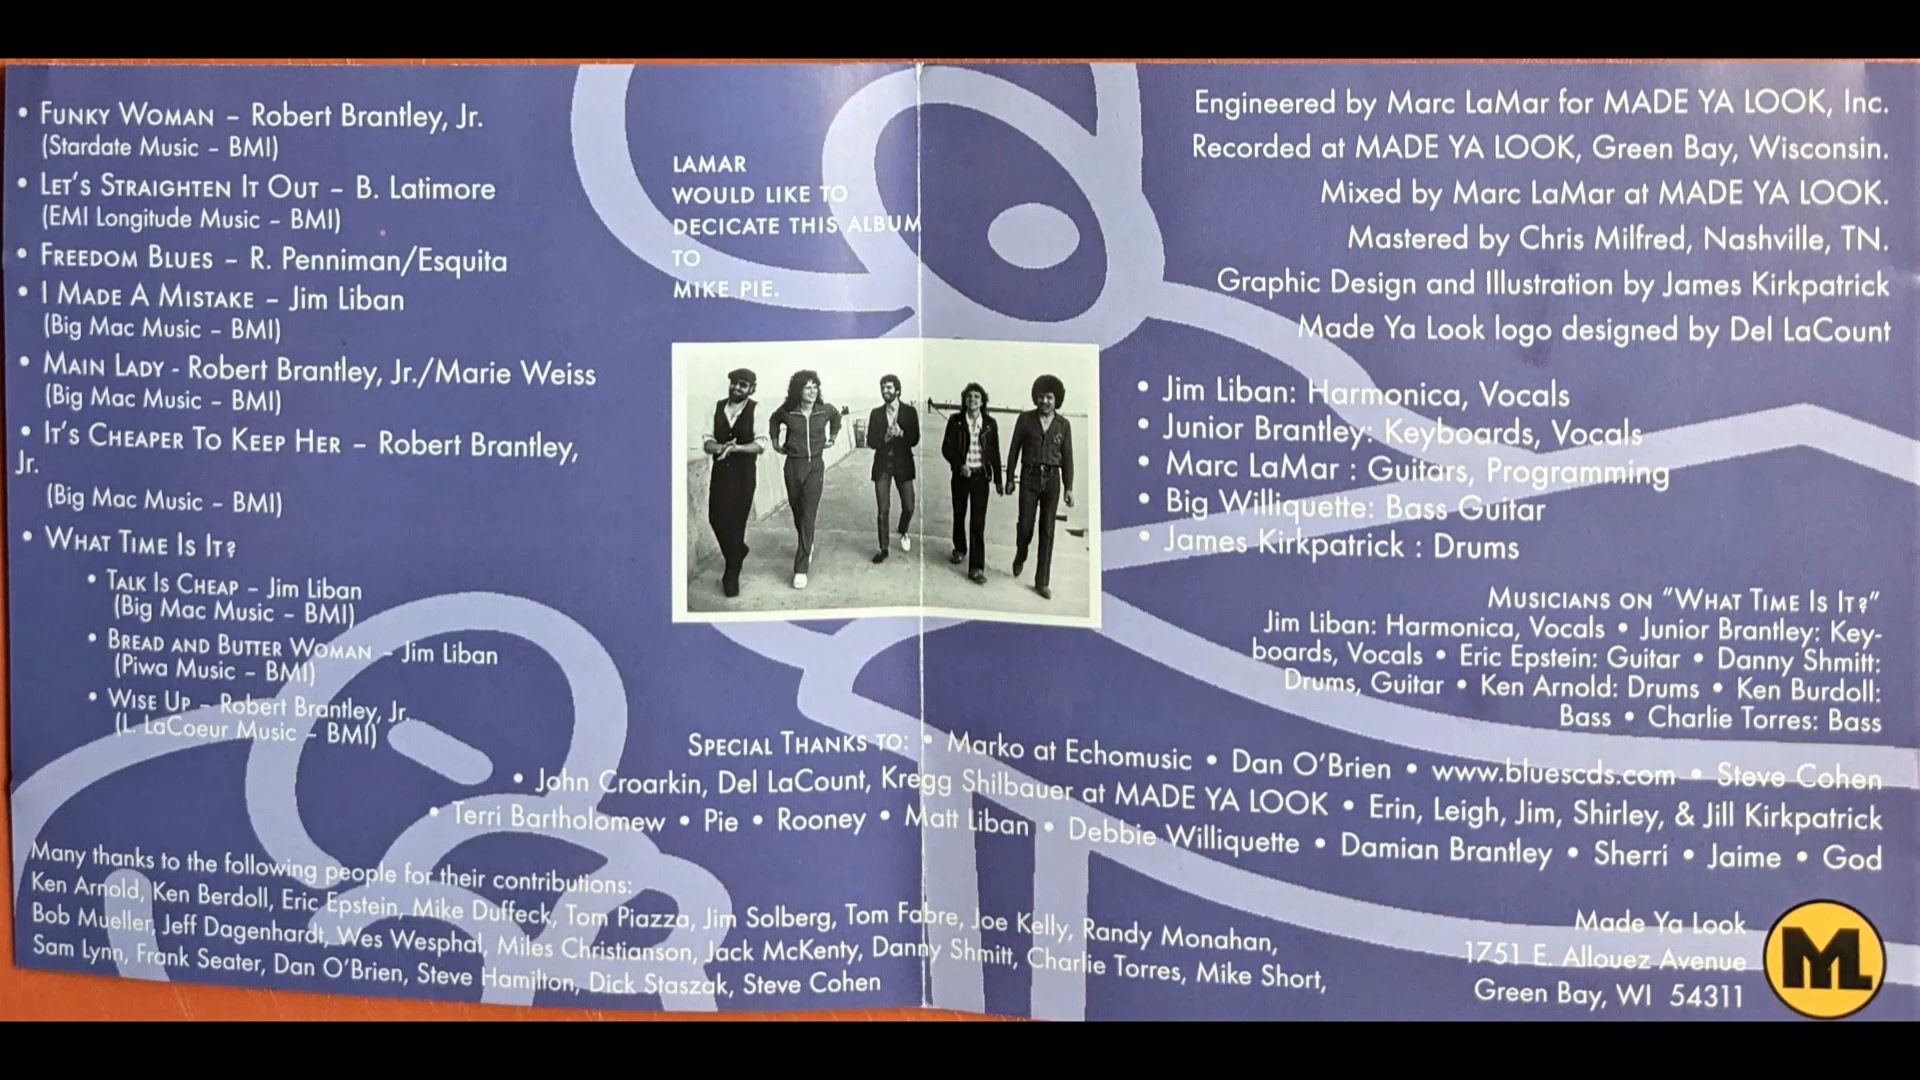 • FUNKY WOMAN – Robert Brantley, Jr.
(Stardate Music – BMI)
• LET'S STRAIGHTEN IT OUT – B. Latimore
(EMI Longitude Music – BMI)
• FREEDOM BLUES – R. Penniman/Esquita
• I MADE A MISTAKE – Jim Liban
(Big Mac Music – BMI)
• MAIN LADY - Robert Brantley, Jr./Marie Weiss
(Big Mac Music – BMI)
• IT'S CHEAPER TO KEEP HER – Robert Brantley,
Jr.
(Big Mac Music – BMI)
• WHAT TIME IS IT?
• TALK IS CHEAP – Jim Liban
(Big Mac Music – BMI)
• BREAD AND BUTTER WOMAN – Jim Liban
(Piwa Music – BMI)
• WISE UP – Robert Brantley, Jr.
(L. LaCoeur Music – BMI)
LAMAR
WOULD LIKE TO
DECICATE THIS ALBUM
TO
MIKE PIE.
Engineered by Marc LaMar for MADE YA LOOK, Inc.
Recorded at MADE YA LOOK, Green Bay, Wisconsin.
Mixed by Marc LaMar at MADE YA LOOK.
Mastered by Chris Milfred, Nashville, TN.
Graphic Design and Illustration by James Kirkpatrick
Made Ya Look logo designed by Del LaCount
• Jim Liban: Harmonica, Vocals
• Junior Brantley: Keyboards, Vocals
• Marc LaMar : Guitars, Programming
• Big Williquette: Bass Guitar
• James Kirkpatrick : Drums
MUSICIANS ON "WHAT TIME IS IT?"
Jim Liban: Harmonica, Vocals • Junior Brantley: Key-
boards, Vocals • Eric Epstein: Guitar • Danny Shmitt:
Drums, Guitar • Ken Arnold: Drums • Ken Burdoll:
Bass • Charlie Torres: Bass
SPECIAL THANKS TO: • Marko at Echomusic • Dan O'Brien • www.bluescds.com • Steve Cohen
• John Croarkin, Del LaCount, Kregg Shilbauer at MADE YA LOOK • Erin, Leigh, Jim, Shirley, & Jill Kirkpatrick
• Terri Bartholomew • Pie • Rooney • Matt Liban • Debbie Williquette • Damian Brantley • Sherri • Jaime • God
Many thanks to the following people for their contributions:
Ken Arnold, Ken Berdoll, Eric Epstein, Mike Duffeck, Tom Piazza, Jim Solberg, Tom Fabre, Joe Kelly, Randy Monahan,
Bob Mueller, Jeff Dagenhardt, Wes Wesphal, Miles Christianson, Jack McKenty, Danny Shmitt, Charlie Torres, Mike Short,
Sam Lynn, Frank Seater, Dan O'Brien, Steve Hamilton, Dick Staszak, Steve Cohen
Made Ya Look
1751 E. Allouez Avenue
Green Bay, WI 54311
ML